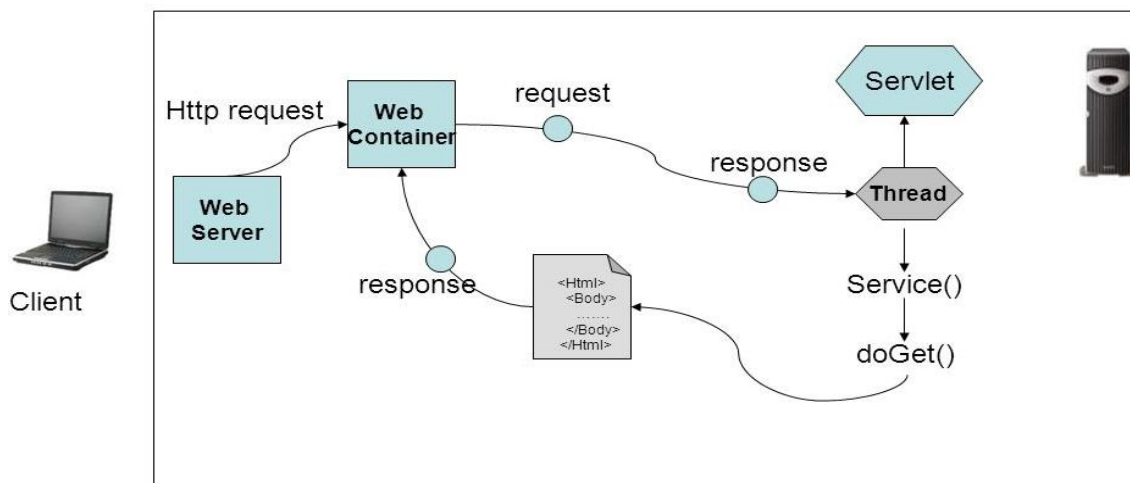 Http request
Web
Container
request
Servlet
response
Thread
Web
Server
Client
response
<Html>
<Body>
.......
</Body>
</Html>
Service()
doGet()